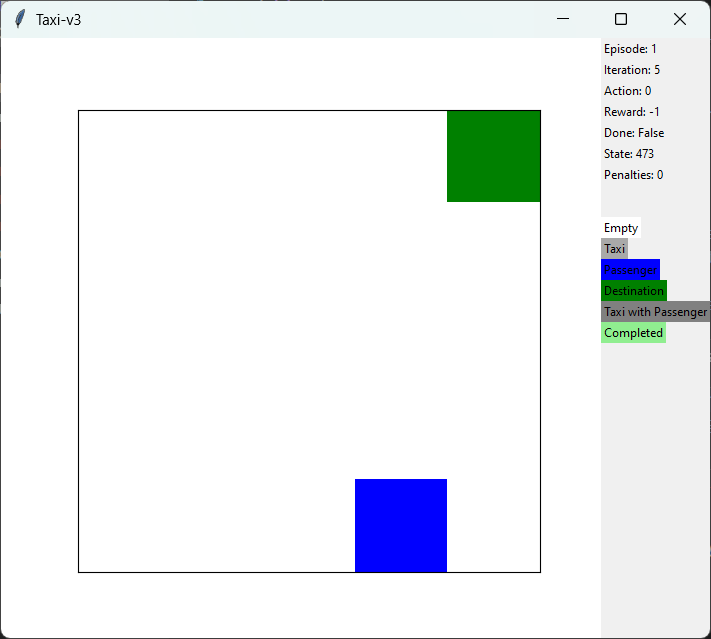 Taxi-v3
Episode: 1
Iteration: 5
Action: 0
Reward: -1
Done: False
State: 473
Penalties: 0
Empty
Taxi
Passenger
Destination
Taxi with Passenger
Completed